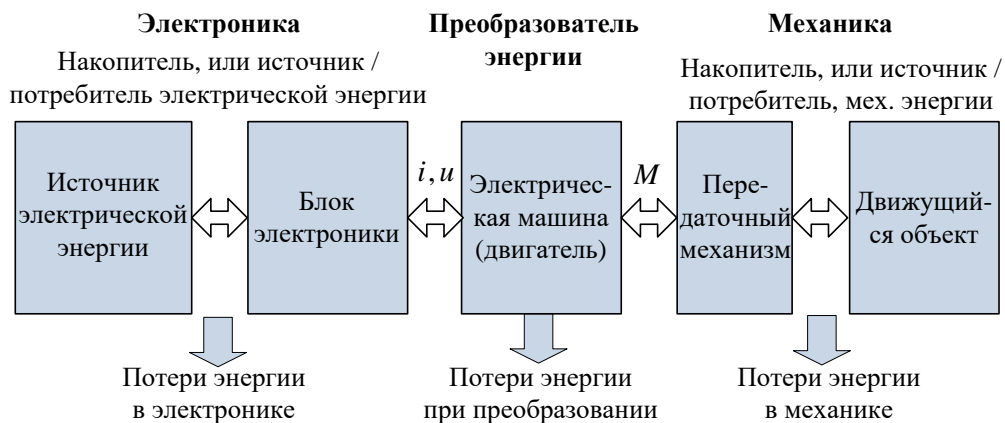 Электроника
Преобразователь
энергии
Механика
Накопитель, или источник /
потребитель электрической энергии
Накопитель, или источник /
потребитель, мех. энергии
Источник
электрической
энергии
Блок
электроники
i, u
Электричес-
кая машина
(двигатель)
M
Пере-
даточный
механизм
Движущий-
ся объект
Потери энергии
в электронике
Потери энергии
при преобразовании
Потери энергии
в механике